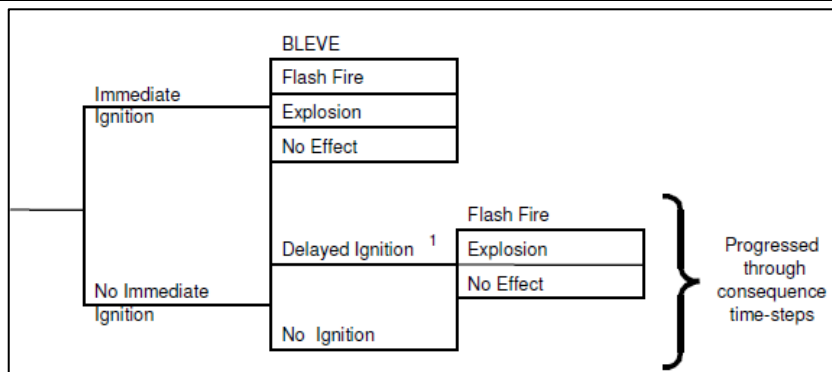 BLEVE
Flash Fire
Immediate
Ignition
Explosion
No Effect
Flash Fire
Delayed Ignition 1
Explosion
No Effect
No Immediate
Ignition
No Ignition
Progressed
through
consequence
time-steps